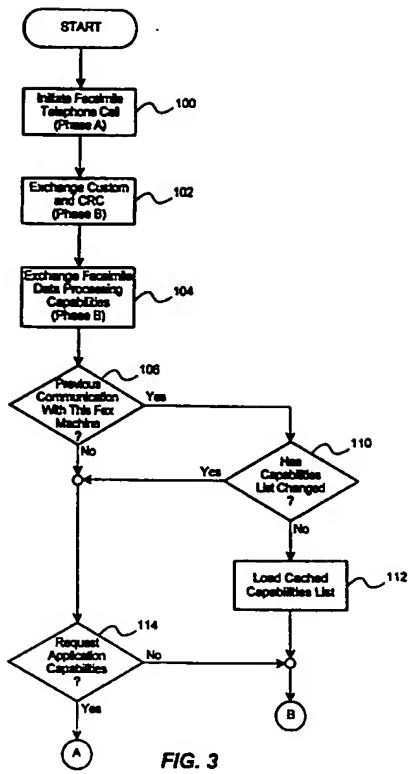 START
Initiate Facsimile
Telephone Call
(Phase A)
100
Exchange Custom
and CRC
(Phase B)
102
Exchange Facsimile
Data Processing
Capabilities
(Phase B)
104
Previous
Communication
With This Fax
Machine
?
106
Yes
No
Has
Capabilities
List Changed
?
110
Yes
No
Load Cached
Capabilities List
112
Request
Application
Capabilities
?
114
No
Yes
B
A
FIG. 3